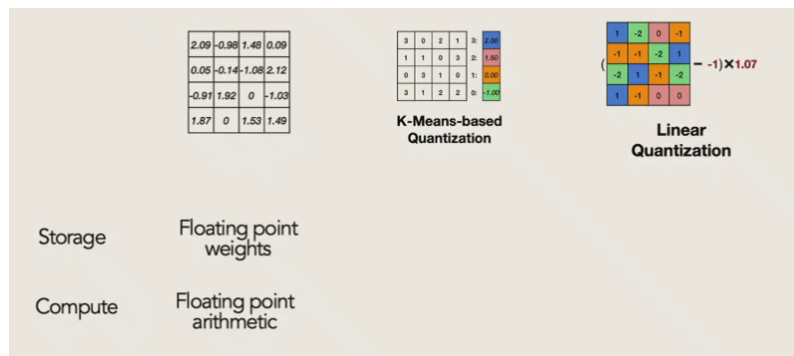 2.09 -0.98 1.48 0.09
0.05 -0.14 -1.08 2.12
-0.91 1.92 0 -1.03
1.87 0 1.53 1.49
3 0 2 1 3: 2.00
1 1 0 3 2: 1.50
0 3 1 0 1: 0.00
3 1 2 2 0: -1.00
K-Means-based
Quantization
1 -2 0 -1
-1 -1 -2 1
-2 1 -1 -2
1 -1 0 0
( − -1)×1.07
Linear
Quantization
Storage
Floating point
weights
Compute
Floating point
arithmetic